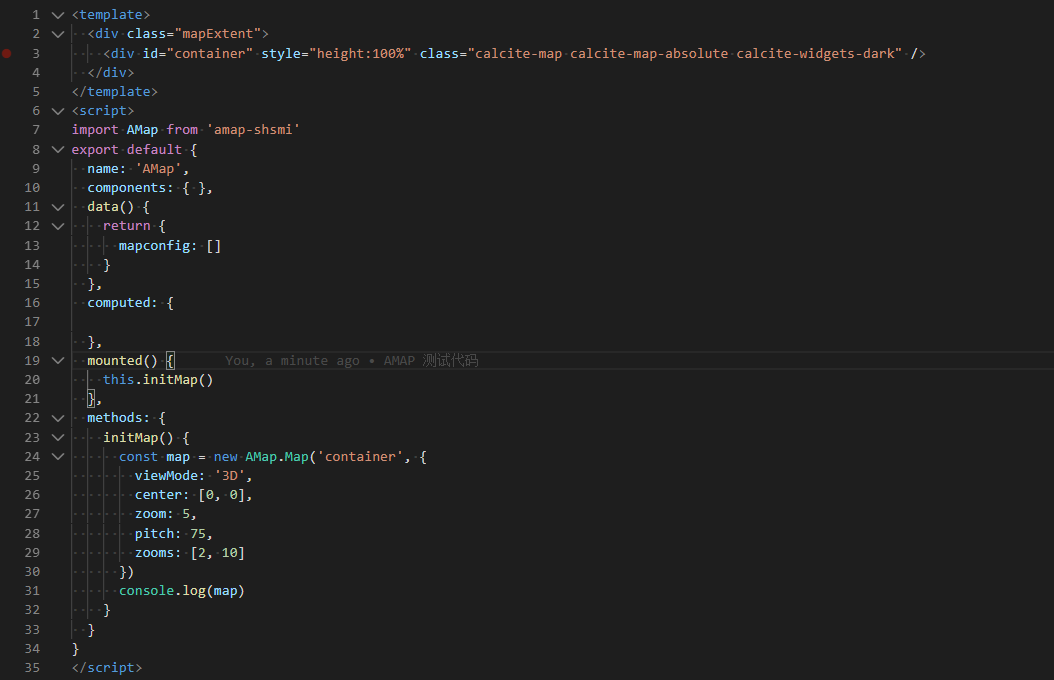 1 <template>
2 <div class="mapExtent">
3 <div id="container" style="height:100%" class="calcite-map calcite-map-absolute calcite-widgets-dark" />
4 </div>
5 </template>
6 <script>
7 import AMap from 'amap-shsmi'
8 export default {
9 name: 'AMap',
10 components: { },
11 data() {
12 return {
13 mapconfig: []
14 }
15 },
16 computed: {
17
18 },
19 mounted() { You, a minute ago • AMAP 测试代码
20 this.initMap()
21 },
22 methods: {
23 initMap() {
24 const map = new AMap.Map('container', {
25 viewMode: '3D',
26 center: [0, 0],
27 zoom: 5,
28 pitch: 75,
29 zooms: [2, 10]
30 })
31 console.log(map)
32 }
33 }
34 }
35 </script>